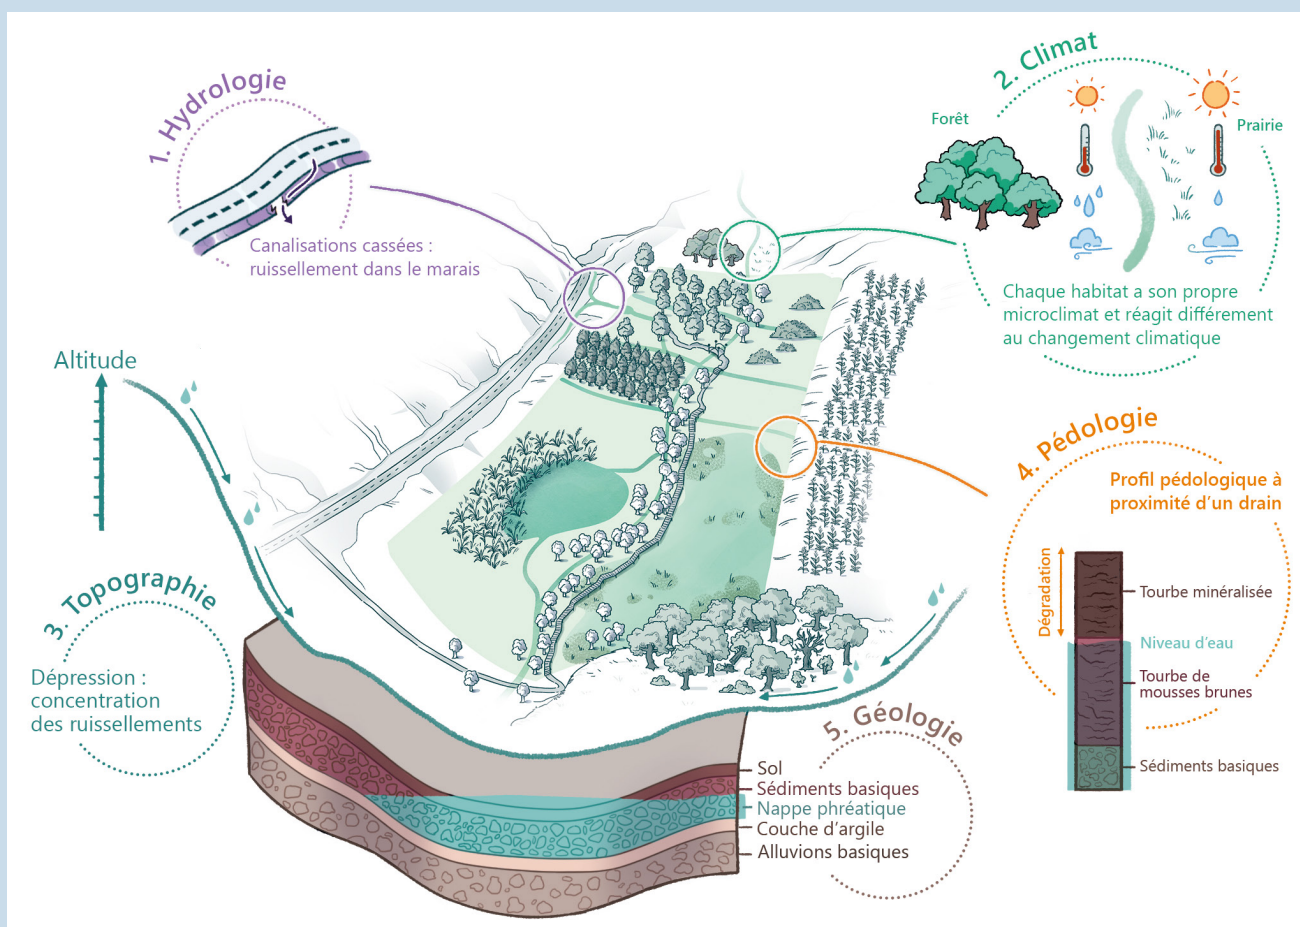 1. Hydrologie
Canalisations cassées :
ruissellement dans le marais
2. Climat
Forêt
Prairie
Chaque habitat a son propre
microclimat et réagit différement
au changement climatique
Altitude
3. Topographie
Dépression :
concentration
des ruissellements
4. Pédologie
Profil pédologique à
proximité d'un drain
Dégradation
Tourbe minéralisée
Niveau d'eau
Tourbe de
mousses brunes
Sédiments basiques
5. Géologie
Sol
Sédiments basiques
Nappe phréatique
Couche d'argile
Alluvions basiques